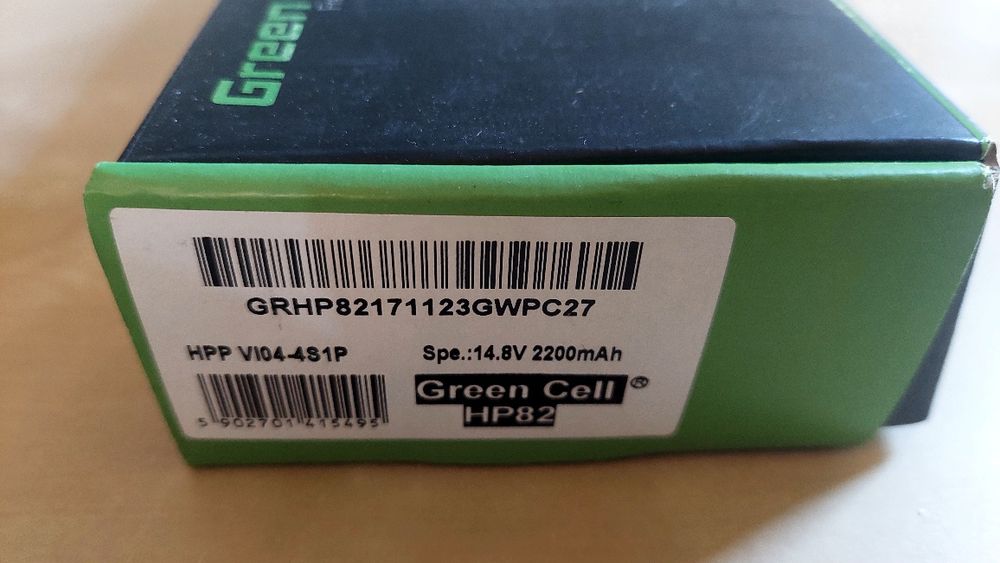 Green
GRHP82171123GWPC27
HPP VI04-4S1P
Spe.:14.8V 2200mAh
Green Cell ®
HP82
5 902701 415495